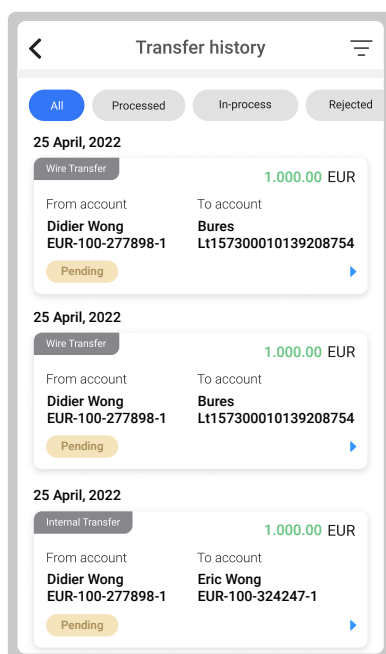 Transfer history
All Processed In-process Rejected
25 April, 2022
Wire Transfer
1.000.00 EUR
From account To account
Didier Wong Bures
EUR-100-277898-1 Lt157300010139208754
Pending
25 April, 2022
Wire Transfer
1.000.00 EUR
From account To account
Didier Wong Bures
EUR-100-277898-1 Lt157300010139208754
Pending
25 April, 2022
Internal Transfer
1.000.00 EUR
From account To account
Didier Wong Eric Wong
EUR-100-277898-1 EUR-100-324247-1
Pending